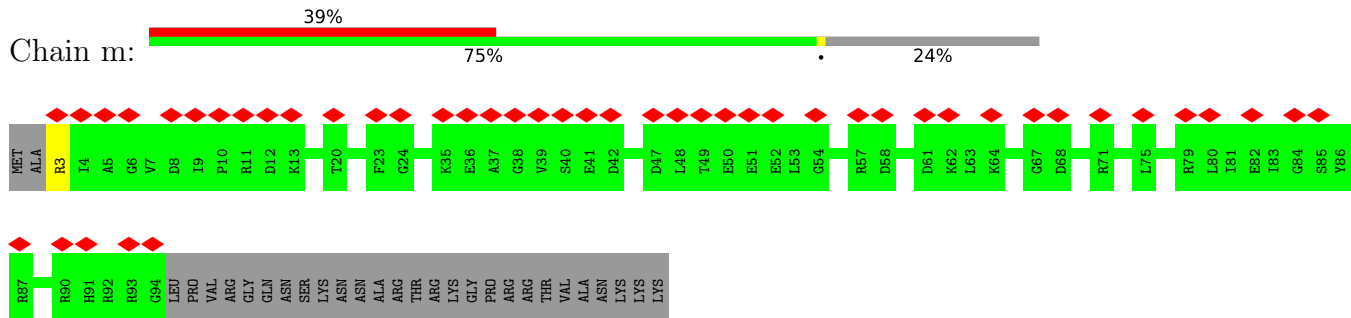 39%
Chain m:
75% • 24%
MET ALA R3 I4 A5 G6 V7 D8 I9 P10 R11 D12 K13 T20 F23 G24 K35 E36 A37 G38 V39 S40 E41 D42 D47 L48 T49 E50 E51 E52 L53 G54 R57 D58 D61 K62 L63 K64 G67 D68 R71 L75 R79 L80 I81 E82 I83 G84 S85 Y86
R87 R90 H91 R92 R93 G94 LEU PRO VAL ARG GLY GLN ASN SER LYS ASN ASN ALA ARG THR ARG LYS GLY PRO ARG ARG THR VAL ALA ASN LYS LYS LYS